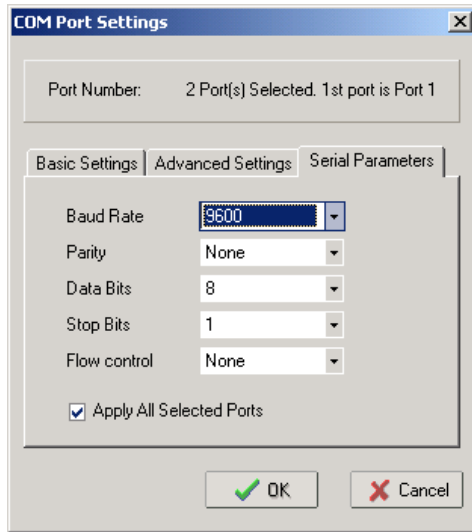 COM Port Settings
Port Number: 2 Port(s) Selected. 1st port is Port 1
Basic Settings Advanced Settings Serial Parameters
Baud Rate 9600
Parity None
Data Bits 8
Stop Bits 1
Flow control None
Apply All Selected Ports
OK Cancel